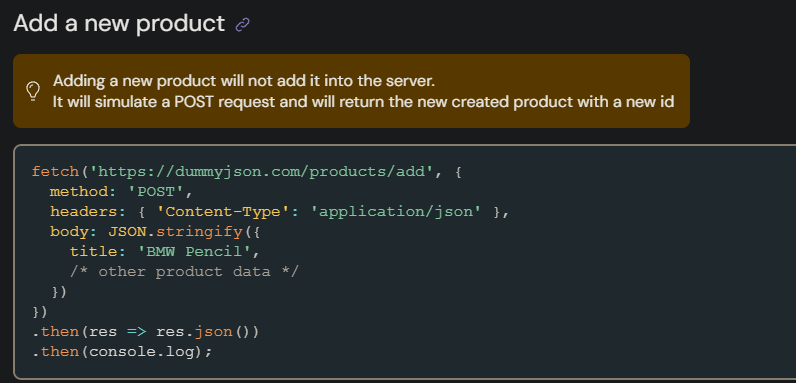 Add a new product
Adding a new product will not add it into the server.
It will simulate a POST request and will return the new created product with a new id
fetch('https://dummyjson.com/products/add', {
  method: 'POST',
  headers: { 'Content-Type': 'application/json' },
  body: JSON.stringify({
    title: 'BMW Pencil',
    /* other product data */
  })
})
.then(res => res.json())
.then(console.log);